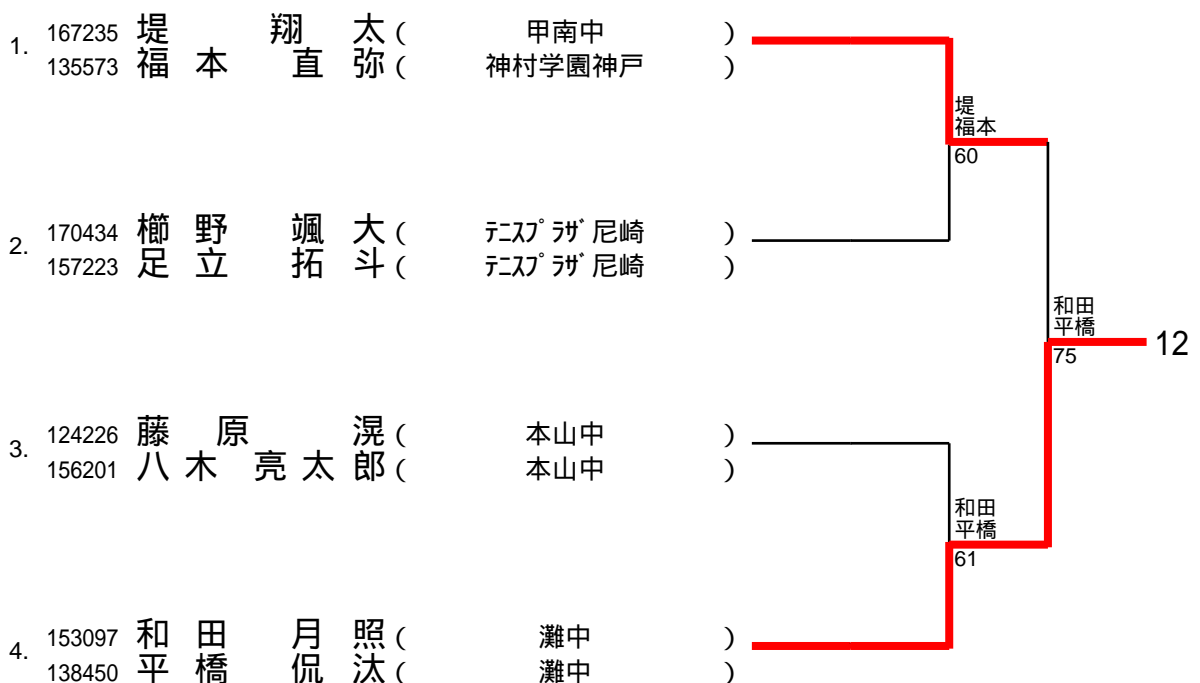 1. 167235 堤 翔 太 ( 甲南中 )
135573 福 本 直 弥 ( 神村学園神戸 )
堤
福本
60
2. 170434 櫛 野 颯 大 ( ﾃﾆｽﾌﾟﾗｻﾞ尼崎 )
157223 足 立 拓 斗 ( ﾃﾆｽﾌﾟﾗｻﾞ尼崎 )
和田
平橋
75
12
3. 124226 藤 原 滉 ( 本山中 )
156201 八 木 亮 太 郎 ( 本山中 )
和田
平橋
61
4. 153097 和 田 月 照 ( 灘中 )
138450 平 橋 侃 汰 ( 灘中 )